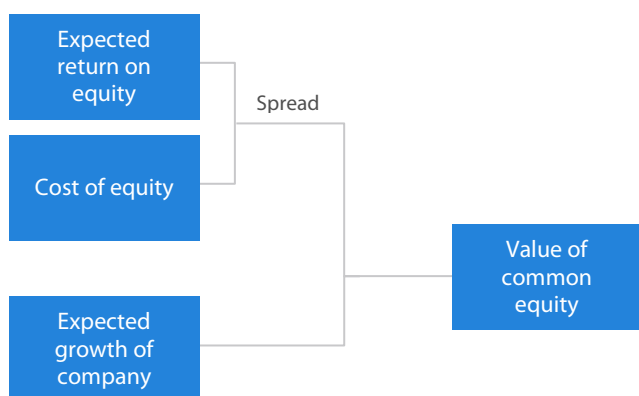 Expected
return on
equity
Spread
Cost of equity
Value of
common
equity
Expected
growth of
company